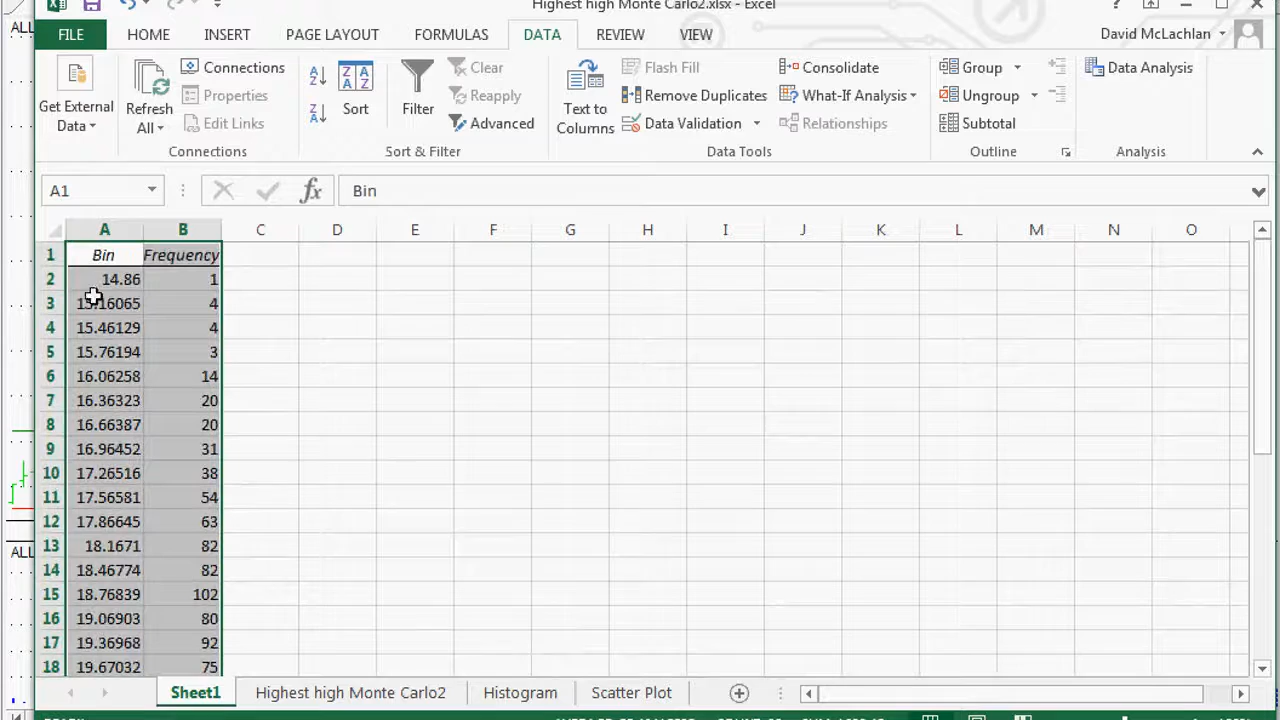 Highest high Monte Carlo2.xlsx - Excel
FILE HOME INSERT PAGE LAYOUT FORMULAS DATA REVIEW VIEW David McLachlan
Get External Data
Refresh All
Connections
Properties
Edit Links
Connections
Sort
Filter
Clear
Reapply
Advanced
Sort & Filter
Text to Columns
Flash Fill
Remove Duplicates
Data Validation
Consolidate
What-If Analysis
Relationships
Data Tools
Group
Ungroup
Subtotal
Outline
Data Analysis
Analysis
A1 fx Bin
A B C D E F G H I J K L M N O
1 Bin Frequency
2 14.86 1
3 15.16065 4
4 15.46129 4
5 15.76194 3
6 16.06258 14
7 16.36323 20
8 16.66387 20
9 16.96452 31
10 17.26516 38
11 17.56581 54
12 17.86645 63
13 18.1671 82
14 18.46774 82
15 18.76839 102
16 19.06903 80
17 19.36968 92
18 19.67032 75
Sheet1 Highest high Monte Carlo2 Histogram Scatter Plot
ALL
ALL